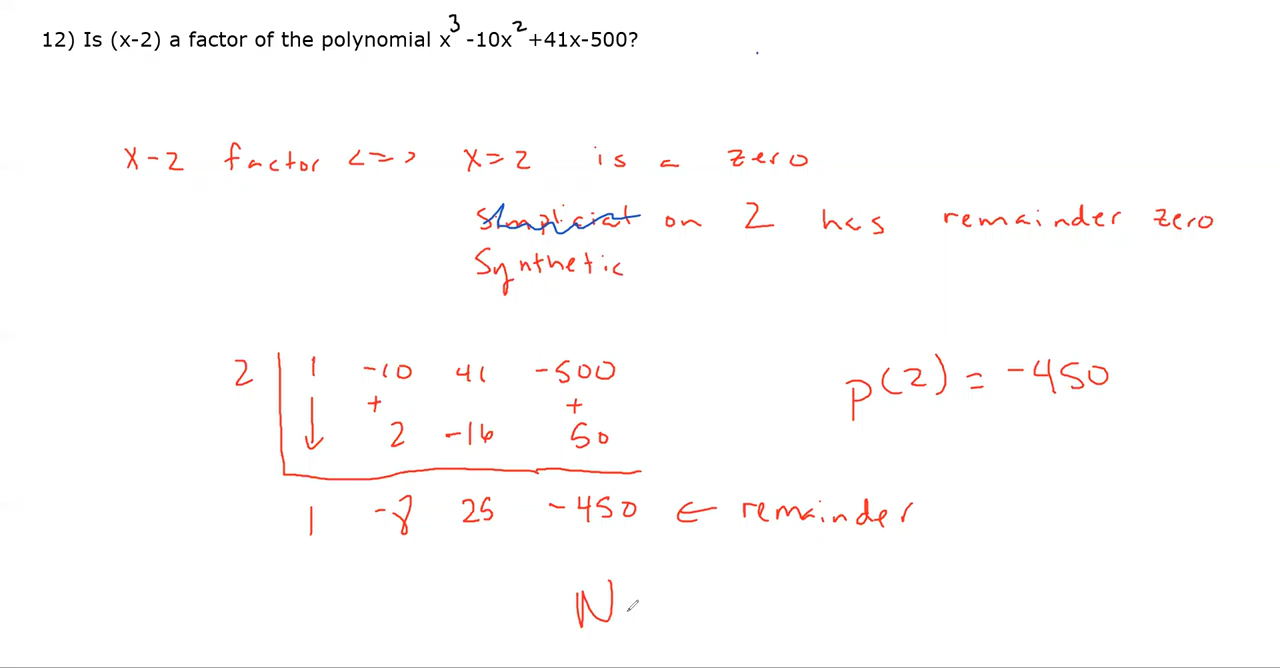 12) Is (x-2) a factor of the polynomial x³ -10x² +41x-500?
x-2 factor <=> x=2 is a zero
on 2 has remainder zero
Synthetic
2 1 -10 41 -500
+ +
2 -16 50
1 -8 25 -450 ← remainder
p(2) = -450
N